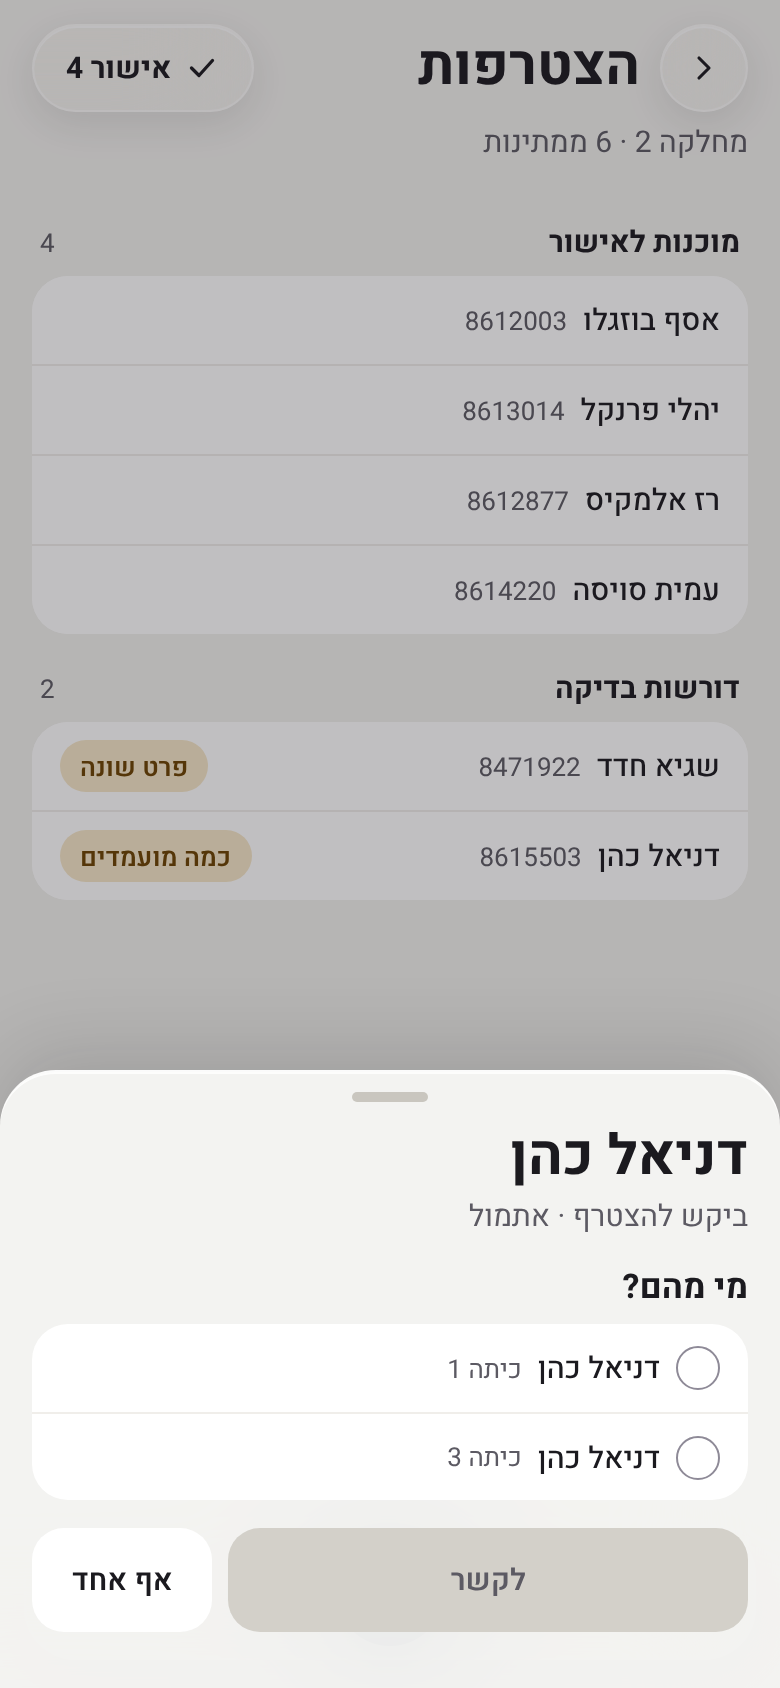 הצטרפות
אישור 4
מחלקה 2 · 6 ממתינות
מוכנות לאישור 4
אסף בוזגלו 8612003
יהלי פרנקל 8613014
רז אלמקיס 8612877
עמית סויסה 8614220
דורשות בדיקה 2
שגיא חדד 8471922 פרט שונה
דניאל כהן 8615503 כמה מועמדים
דניאל כהן
ביקש להצטרף · אתמול
מי מהם?
דניאל כהן כיתה 1
דניאל כהן כיתה 3
לקשר
אף אחד